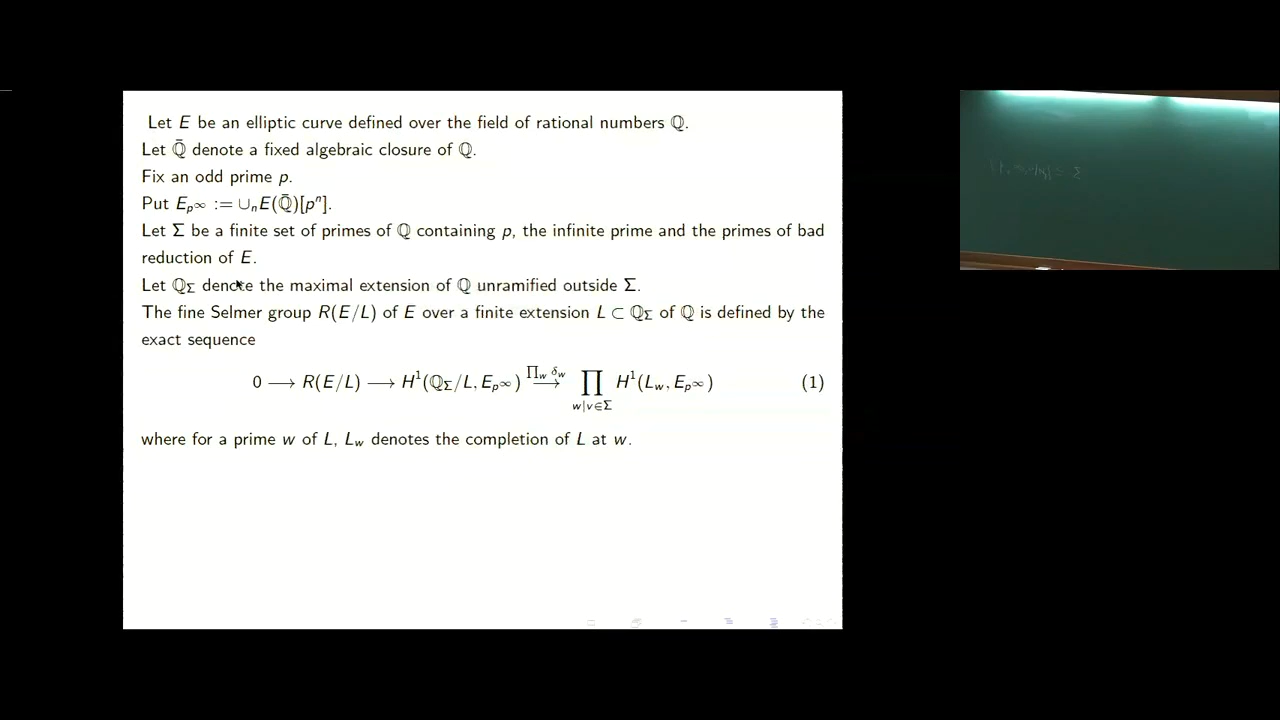 Let E be an elliptic curve defined over the field of rational numbers ℚ.
Let ℚ̄ denote a fixed algebraic closure of ℚ.
Fix an odd prime p.
Put E_{p^∞} := ∪_n E(ℚ̄)[p^n].
Let Σ be a finite set of primes of ℚ containing p, the infinite prime and the primes of bad
reduction of E.
Let ℚ_Σ denote the maximal extension of ℚ unramified outside Σ.
The fine Selmer group R(E/L) of E over a finite extension L ⊂ ℚ_Σ of ℚ is defined by the
exact sequence
0 ⟶ R(E/L) ⟶ H^1(ℚ_Σ/L, E_{p^∞}) \overset{∏_w δ_w}{⟶} ∏_{w|v∈Σ} H^1(L_w, E_{p^∞}) (1)
where for a prime w of L, L_w denotes the completion of L at w.